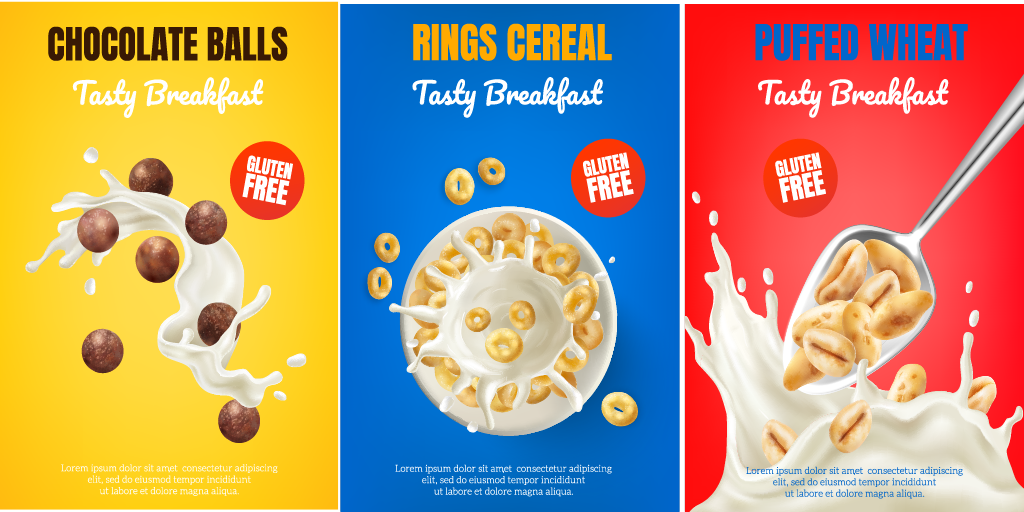 CHOCOLATE BALLS
Tasty Breakfast
GLUTEN
FREE
Lorem ipsum dolor sit amet consectetur adipiscing
elit, sed do eiusmod tempor incididunt
ut labore et dolore magna aliqua.
RINGS CEREAL
Tasty Breakfast
GLUTEN
FREE
Lorem ipsum dolor sit amet consectetur adipiscing
elit, sed do eiusmod tempor incididunt
ut labore et dolore magna aliqua.
PUFFED WHEAT
Tasty Breakfast
GLUTEN
FREE
Lorem ipsum dolor sit amet consectetur adipiscing
elit, sed do eiusmod tempor incididunt
ut labore et dolore magna aliqua.